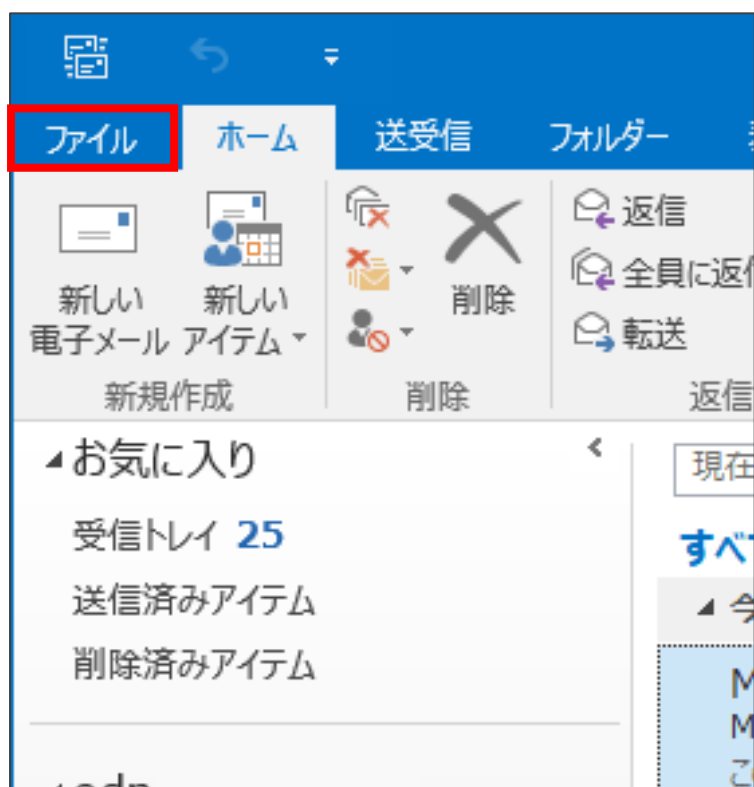 ファイル ホーム 送受信 フォルダー
新しい
電子メール
新しい
アイテム
新規作成
削除
削除
返信
全員に返信
転送
返信
お気に入り
受信トレイ 25
送信済みアイテム
削除済みアイテム
現在
すべて
今